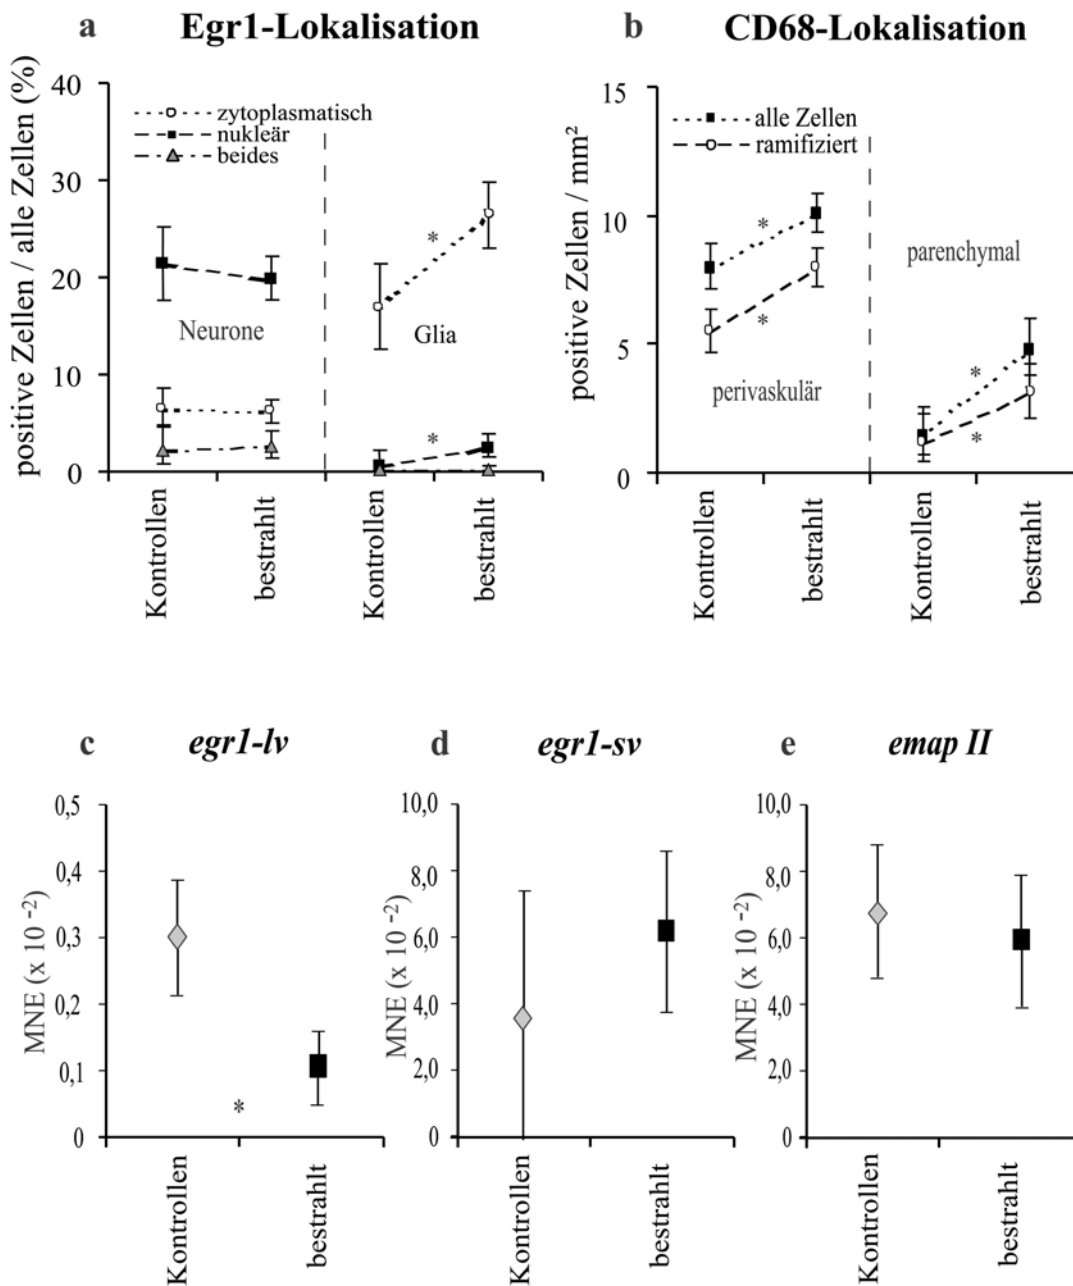 a Egr1-Lokalisation
positive Zellen / alle Zellen (%)
40
30
20
10
0
zytoplasmatisch
nukleär
beides
*
Neurone
Glia
*
Kontrollen
bestrahlt
Kontrollen
bestrahlt
b CD68-Lokalisation
positive Zellen / mm²
15
10
5
0
alle Zellen
ramifiziert
*
parenchymal
*
perivaskulär
*
*
Kontrollen
bestrahlt
Kontrollen
bestrahlt
c egr1-lv
MNE (x 10 ⁻²)
0,5
0,4
0,3
0,2
0,1
0
*
Kontrollen
bestrahlt
d egr1-sv
MNE (x 10 ⁻²)
10,0
8,0
6,0
4,0
2,0
0
Kontrollen
bestrahlt
e emap II
MNE (x 10 ⁻²)
10,0
8,0
6,0
4,0
2,0
0
Kontrollen
bestrahlt